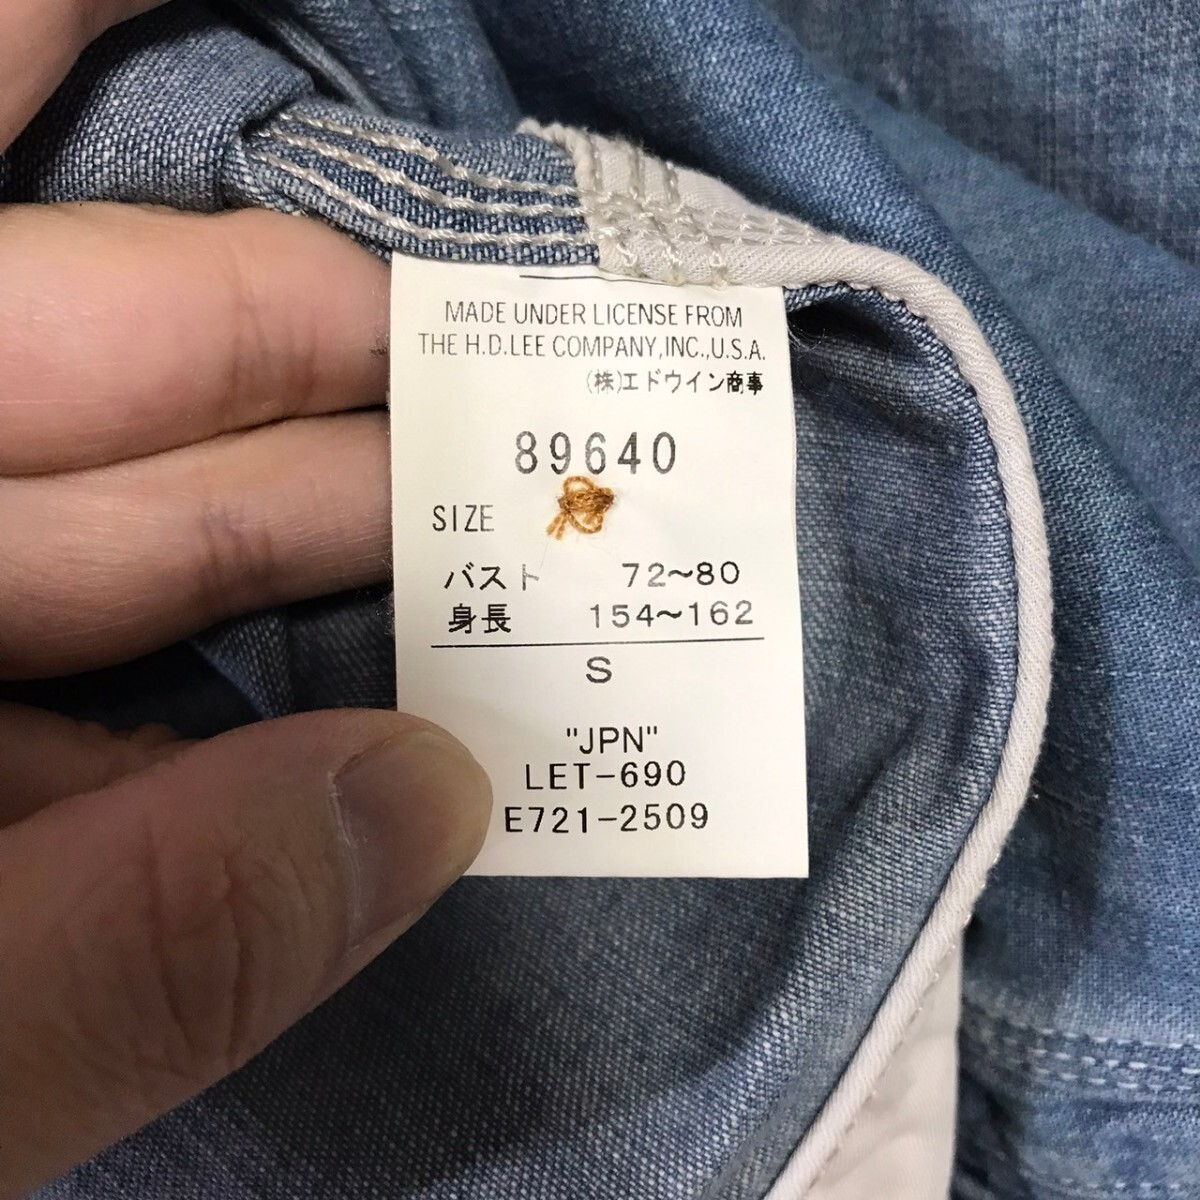 MADE UNDER LICENSE FROM
THE H.D.LEE COMPANY,INC.,U.S.A.
(株)エドウイン商事
89640
SIZE
バスト 72~80
身長 154~162
S
"JPN"
LET-690
E721-2509